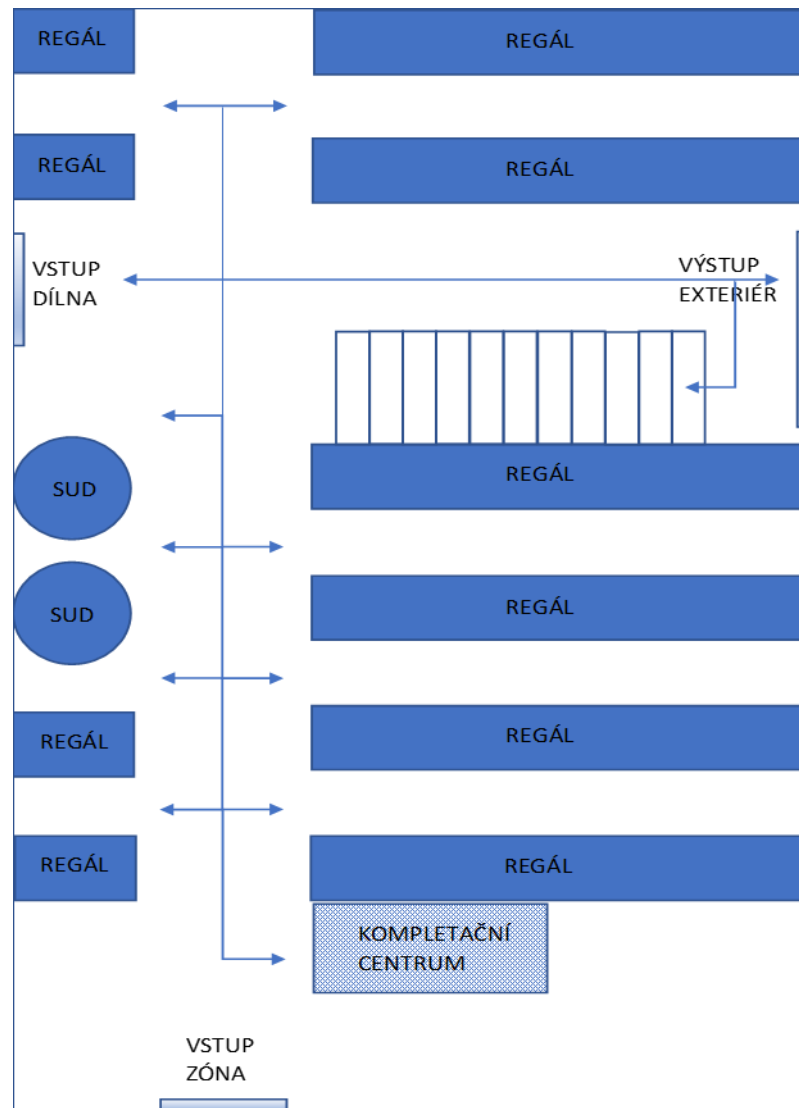 REGÁL
REGÁL
REGÁL
REGÁL
VSTUP
DÍLNA
VÝSTUP
EXTERIÉR
SUD
REGÁL
SUD
REGÁL
REGÁL
REGÁL
REGÁL
REGÁL
KOMPLETAČNÍ
CENTRUM
VSTUP
ZÓNA